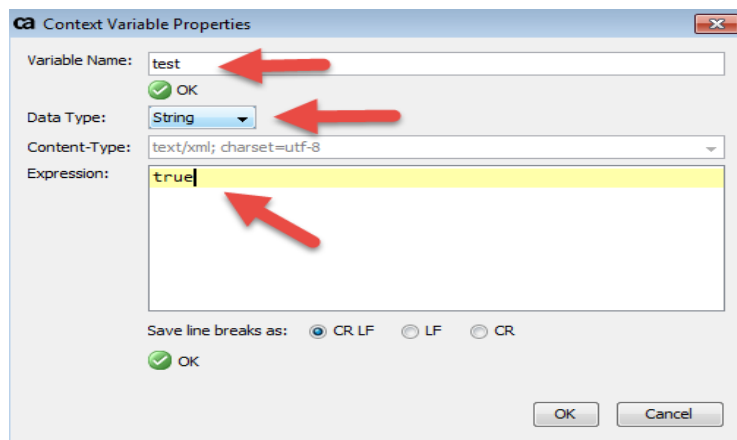 ca Context Variable Properties
Variable Name: test
OK
Data Type: String
Content-Type: text/xml; charset=utf-8
Expression: true
Save line breaks as: CR LF LF CR
OK
OK Cancel